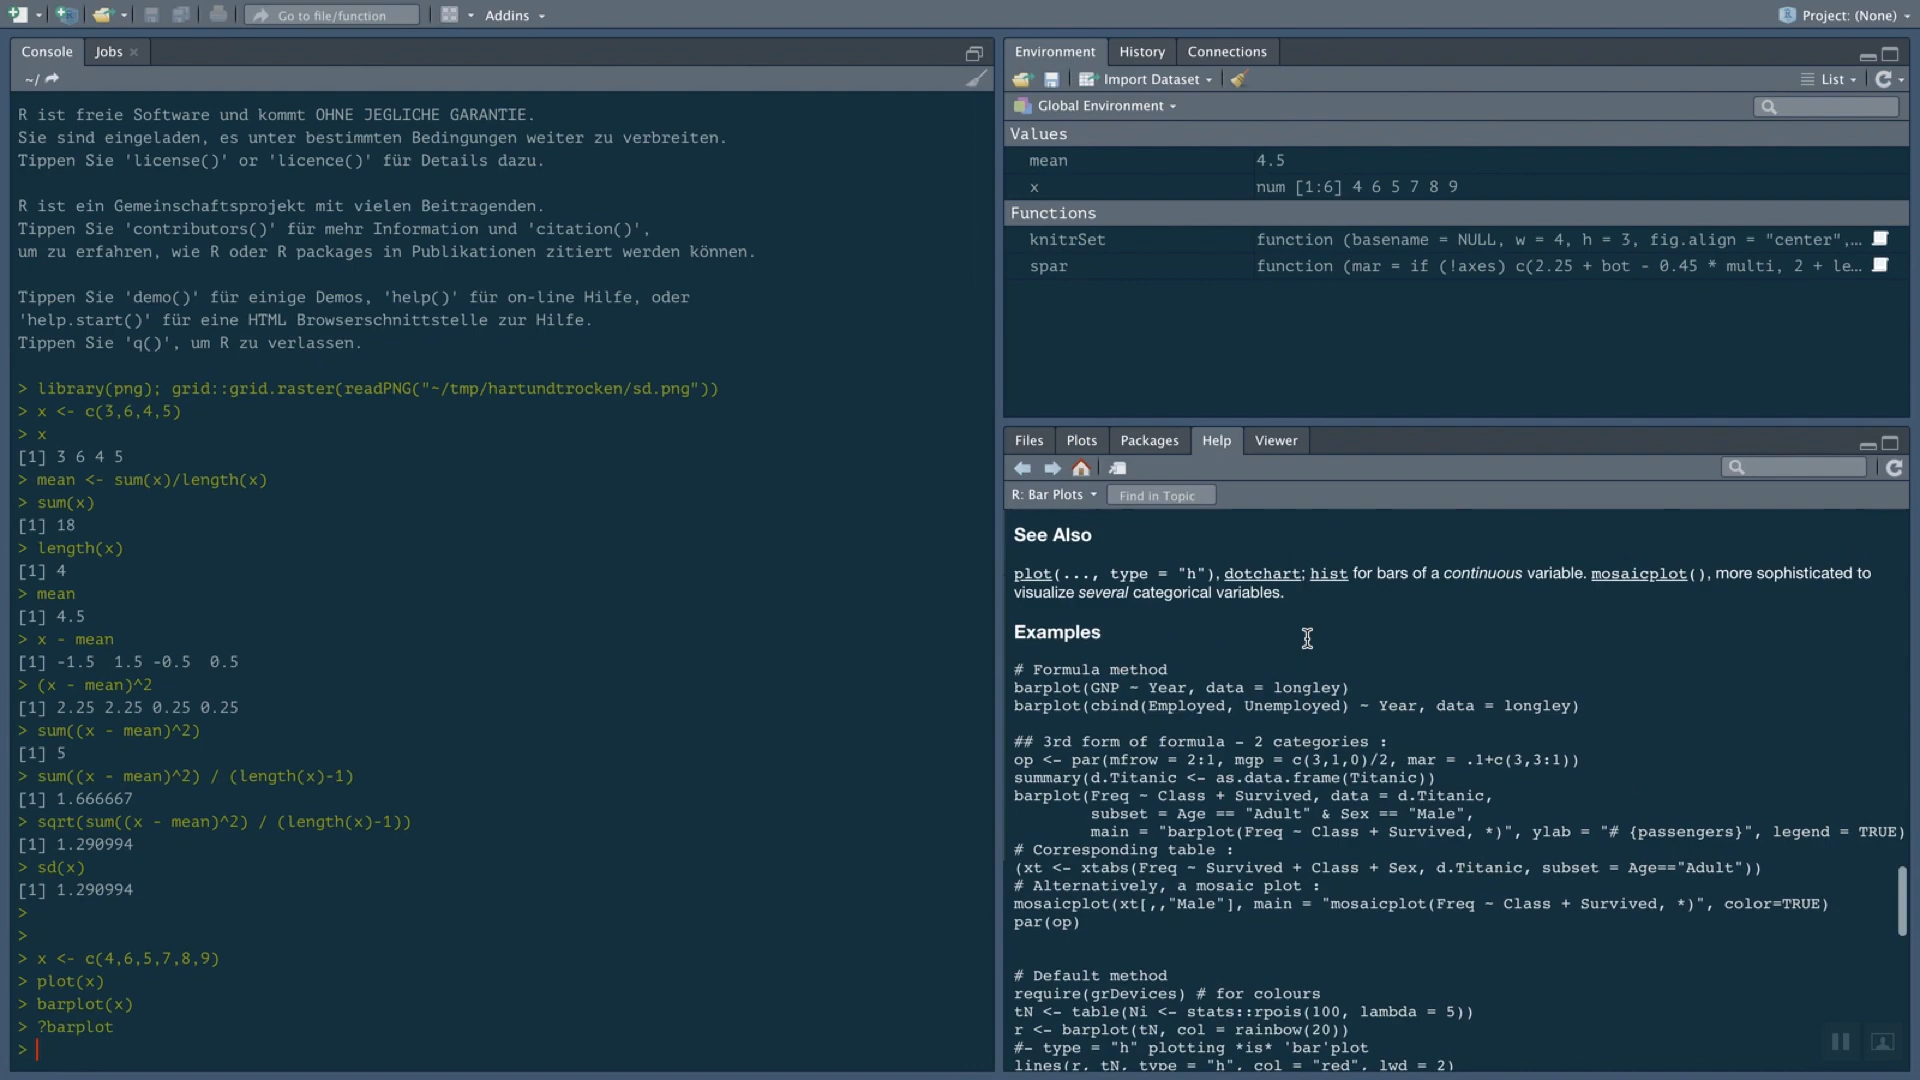 Go to file/function
Addins
Project: (None)
Console
Jobs
~/
R ist freie Software und kommt OHNE JEGLICHE GARANTIE.
Sie sind eingeladen, es unter bestimmten Bedingungen weiter zu verbreiten.
Tippen Sie 'license()' or 'licence()' für Details dazu.
R ist ein Gemeinschaftsprojekt mit vielen Beitragenden.
Tippen Sie 'contributors()' für mehr Information und 'citation()',
um zu erfahren, wie R oder R packages in Publikationen zitiert werden können.
Tippen Sie 'demo()' für einige Demos, 'help()' für on-line Hilfe, oder
'help.start()' für eine HTML Browserschnittstelle zur Hilfe.
Tippen Sie 'q()', um R zu verlassen.
> library(png); grid::grid.raster(readPNG("~/tmp/hartundtrocken/sd.png"))
> x <- c(3,6,4,5)
> x
[1] 3 6 4 5
> mean <- sum(x)/length(x)
> sum(x)
[1] 18
> length(x)
[1] 4
> mean
[1] 4.5
> x - mean
[1] -1.5  1.5 -0.5  0.5
> (x - mean)^2
[1] 2.25 2.25 0.25 0.25
> sum((x - mean)^2)
[1] 5
> sum((x - mean)^2) / (length(x)-1)
[1] 1.666667
> sqrt(sum((x - mean)^2) / (length(x)-1))
[1] 1.290994
> sd(x)
[1] 1.290994
>
>
> x <- c(4,6,5,7,8,9)
> plot(x)
> barplot(x)
> ?barplot
>
Environment
History
Connections
Import Dataset
List
Global Environment
Values
mean 4.5
x num [1:6] 4 6 5 7 8 9
Functions
knitrSet function (basename = NULL, w = 4, h = 3, fig.align = "center",…
spar function (mar = if (!axes) c(2.25 + bot - 0.45 * multi, 2 + le…
Files
Plots
Packages
Help
Viewer
R: Bar Plots
Find in Topic
See Also
plot(..., type = "h"), dotchart; hist for bars of a continuous variable. mosaicplot(), more sophisticated to
visualize several categorical variables.
Examples
# Formula method
barplot(GNP ~ Year, data = longley)
barplot(cbind(Employed, Unemployed) ~ Year, data = longley)
## 3rd form of formula - 2 categories :
op <- par(mfrow = 2:1, mgp = c(3,1,0)/2, mar = .1+c(3,3:1))
summary(d.Titanic <- as.data.frame(Titanic))
barplot(Freq ~ Class + Survived, data = d.Titanic,
subset = Age == "Adult" & Sex == "Male",
main = "barplot(Freq ~ Class + Survived, *)", ylab = "# {passengers}", legend = TRUE)
# Corresponding table :
(xt <- xtabs(Freq ~ Survived + Class + Sex, d.Titanic, subset = Age=="Adult"))
# Alternatively, a mosaic plot :
mosaicplot(xt[,,"Male"], main = "mosaicplot(Freq ~ Class + Survived, *)", color=TRUE)
par(op)
# Default method
require(grDevices) # for colours
tN <- table(Ni <- stats::rpois(100, lambda = 5))
r <- barplot(tN, col = rainbow(20))
#- type = "h" plotting *is* 'bar'plot
lines(r, tN, type = "h", col = "red", lwd = 2)